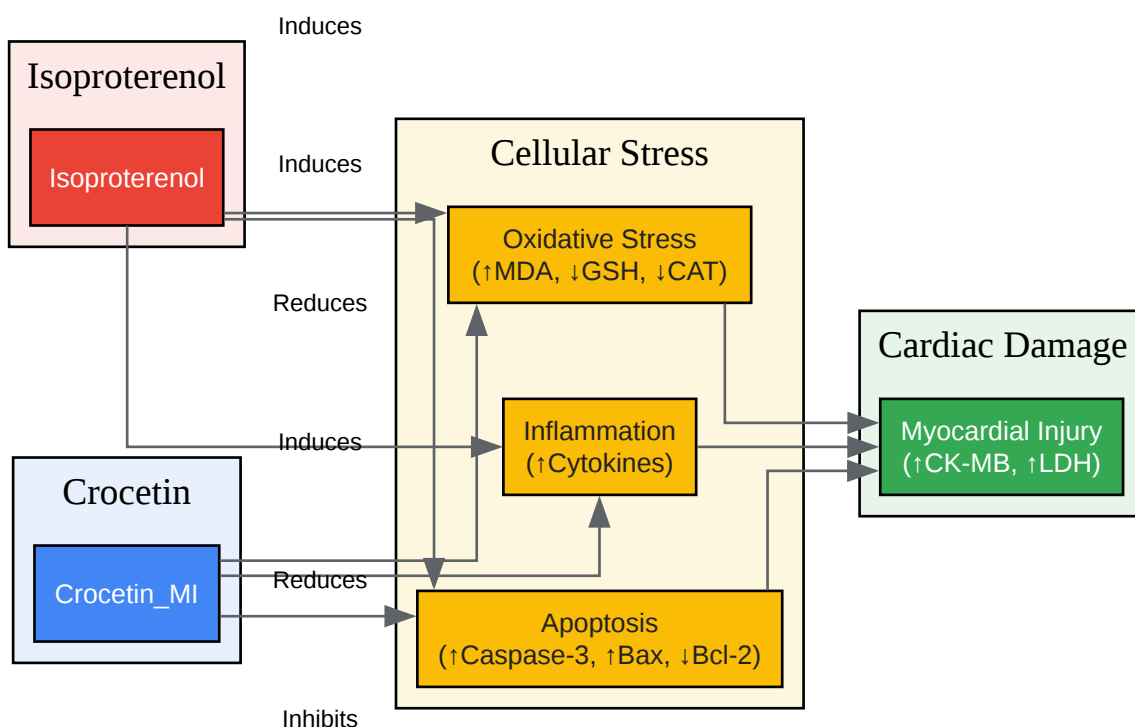 Induces
Isoproterenol
Isoproterenol
Induces
Cellular Stress
Oxidative Stress
(↑MDA, ↓GSH, ↓CAT)
Reduces
Cardiac Damage
Myocardial Injury
(↑CK-MB, ↑LDH)
Inflammation
(↑Cytokines)
Induces
Crocetin
Crocetin_MI
Reduces
Apoptosis
(↑Caspase-3, ↑Bax, ↓Bcl-2)
Inhibits